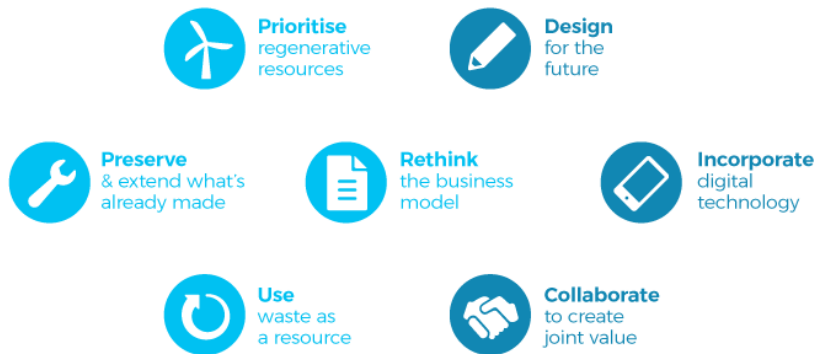 Prioritise
regenerative
resources
Design
for the
future
Preserve
& extend what's
already made
Rethink
the business
model
Incorporate
digital
technology
Use
waste as
a resource
Collaborate
to create
joint value